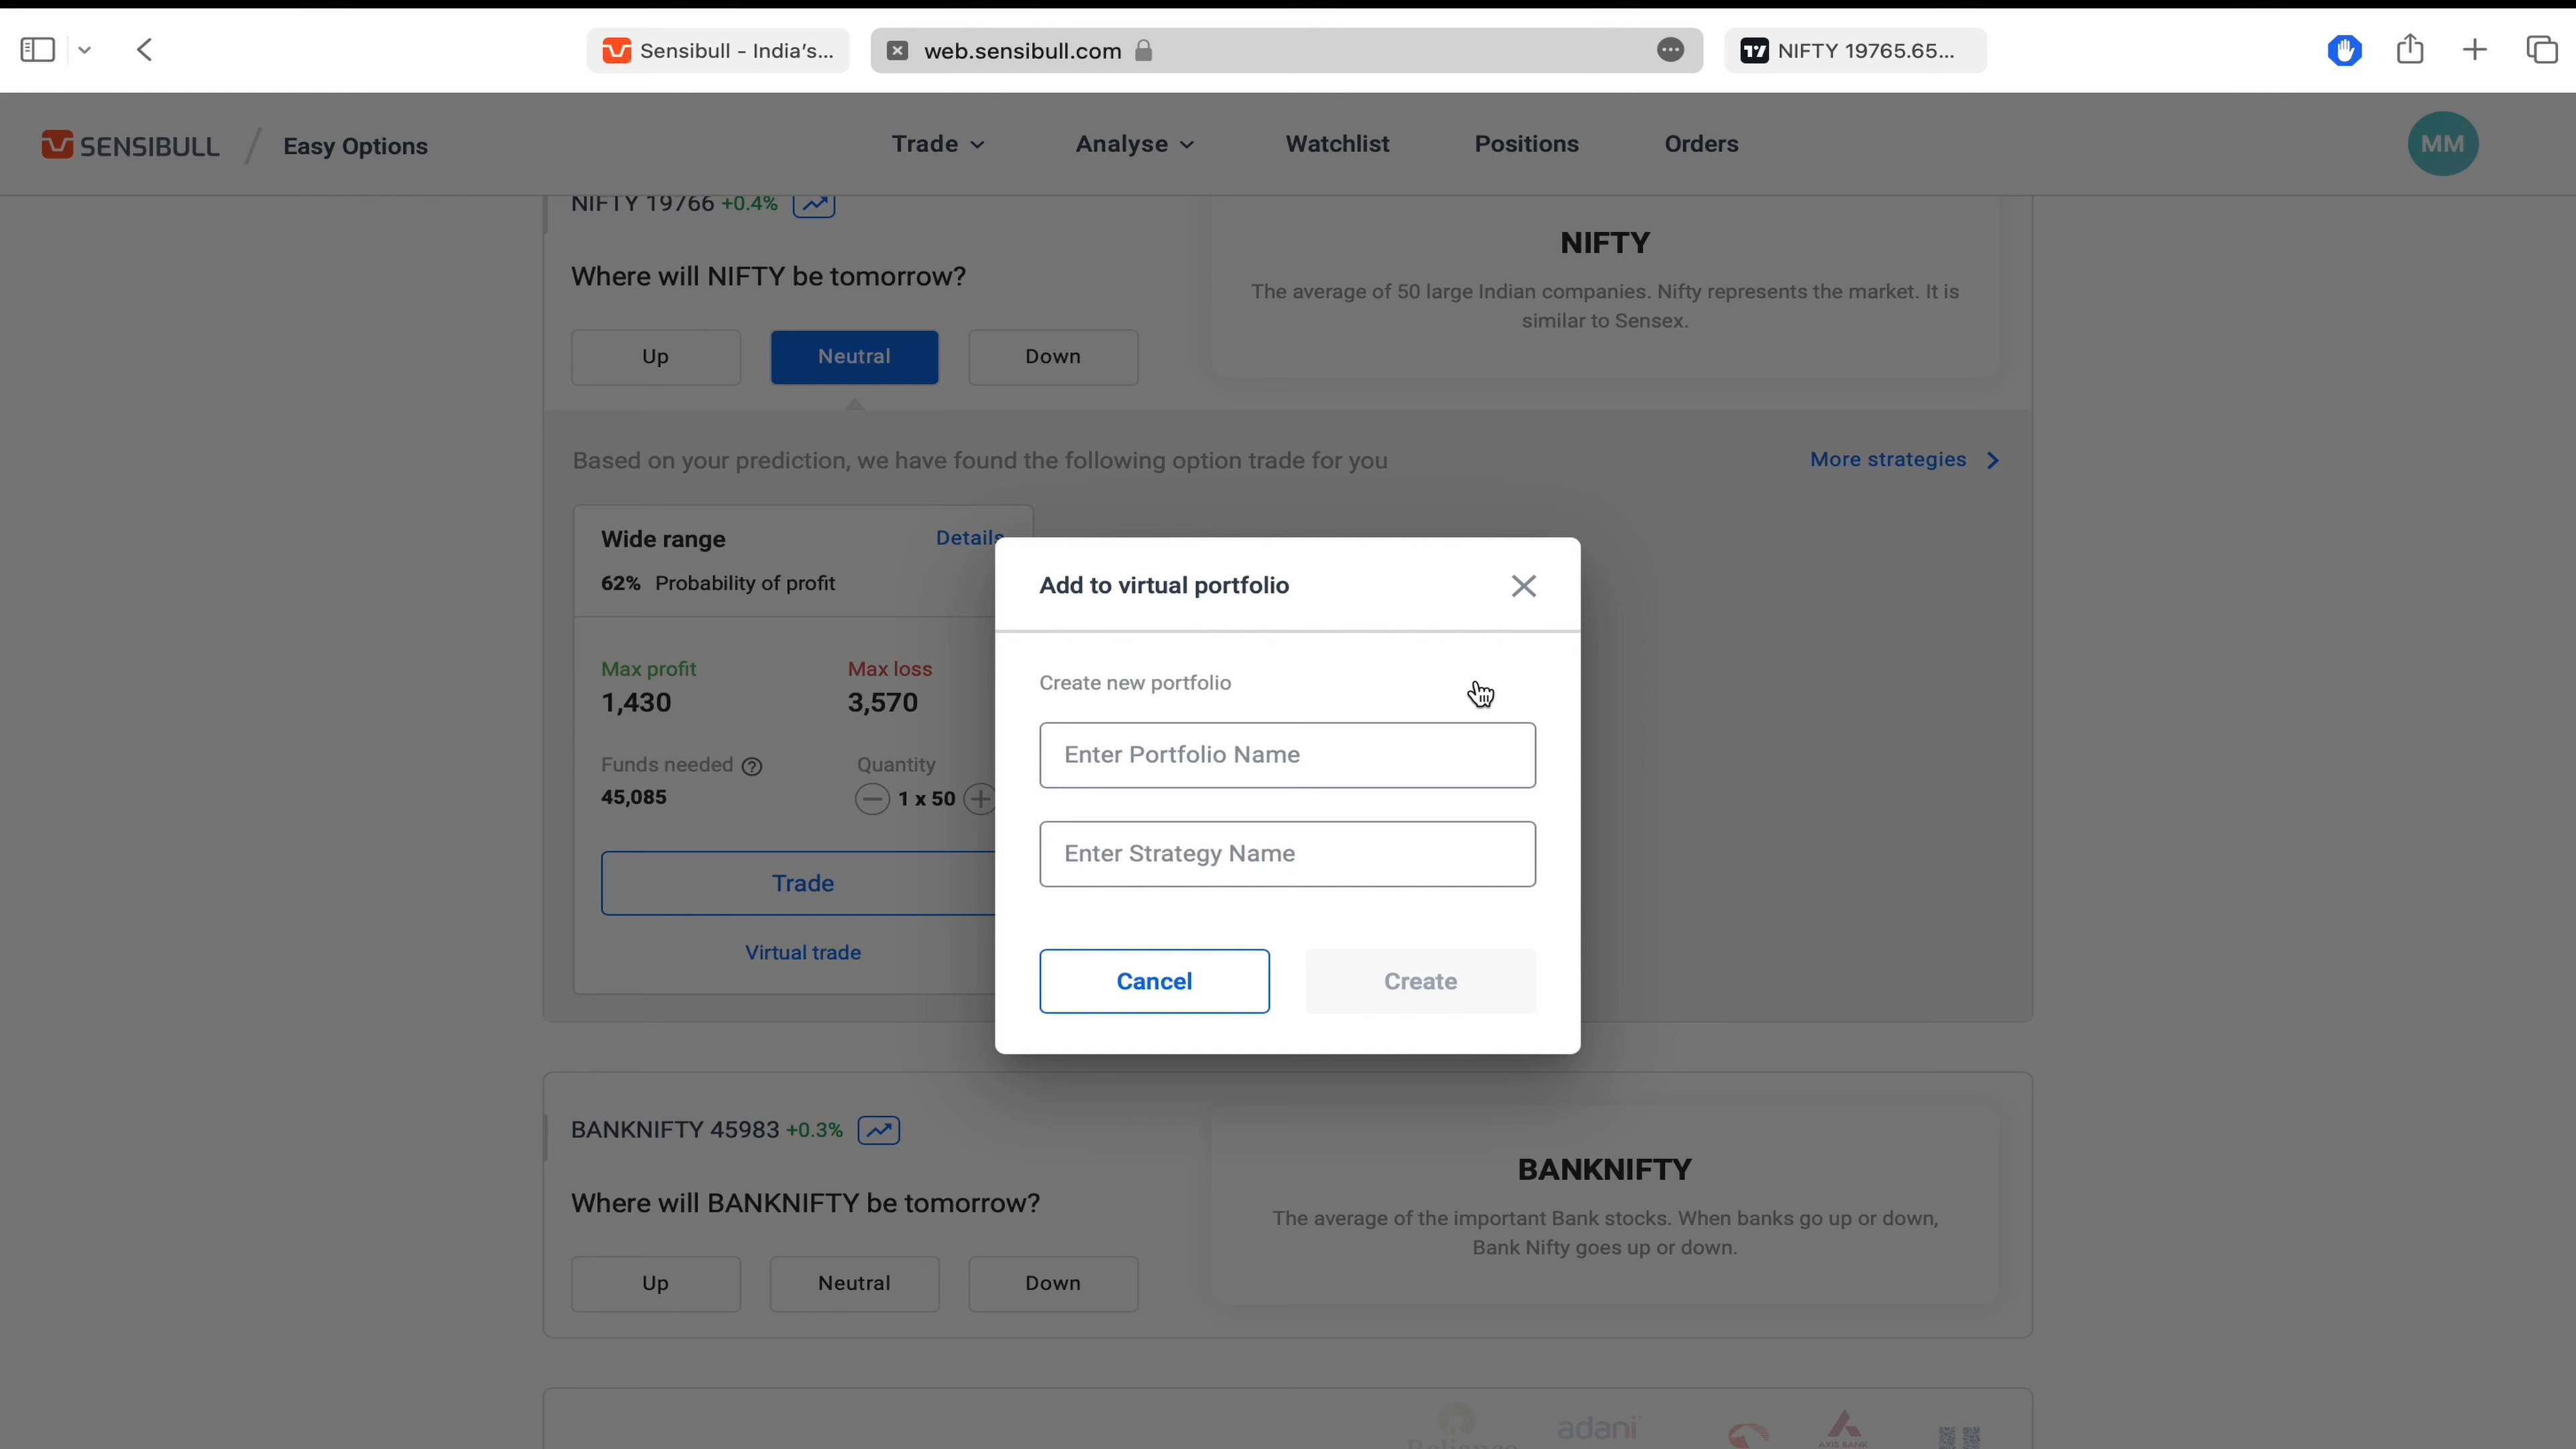 Sensibull - India's...
web.sensibull.com
NIFTY 19765.65...
SENSIBULL / Easy Options
Trade
Analyse
Watchlist
Positions
Orders
MM
NIFTY 19766 +0.4%
Where will NIFTY be tomorrow?
Up
Neutral
Down
NIFTY
The average of 50 large Indian companies. Nifty represents the market. It is
similar to Sensex.
Based on your prediction, we have found the following option trade for you
More strategies
Wide range
Details
62% Probability of profit
Max profit
1,430
Max loss
3,570
Funds needed
45,085
Quantity
1 x 50
Trade
Virtual trade
Add to virtual portfolio
Create new portfolio
Enter Portfolio Name
Enter Strategy Name
Cancel
Create
BANKNIFTY 45983 +0.3%
Where will BANKNIFTY be tomorrow?
Up
Neutral
Down
BANKNIFTY
The average of the important Bank stocks. When banks go up or down,
Bank Nifty goes up or down.
Reliance
adani
AXIS BANK